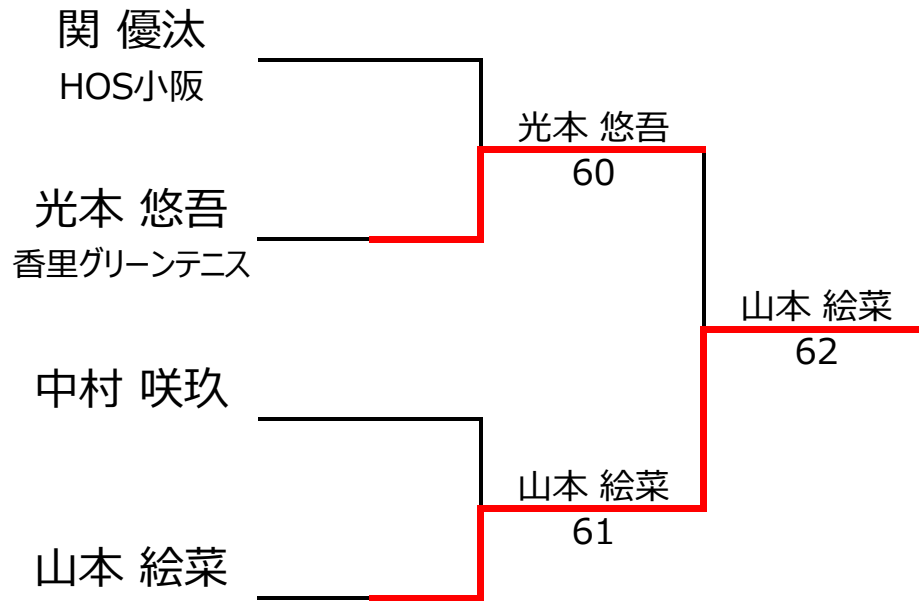 関 優汰
HOS小阪
光本 悠吾
60
光本 悠吾
香里グリーンテニス
山本 絵菜
62
中村 咲玖
山本 絵菜
61
山本 絵菜